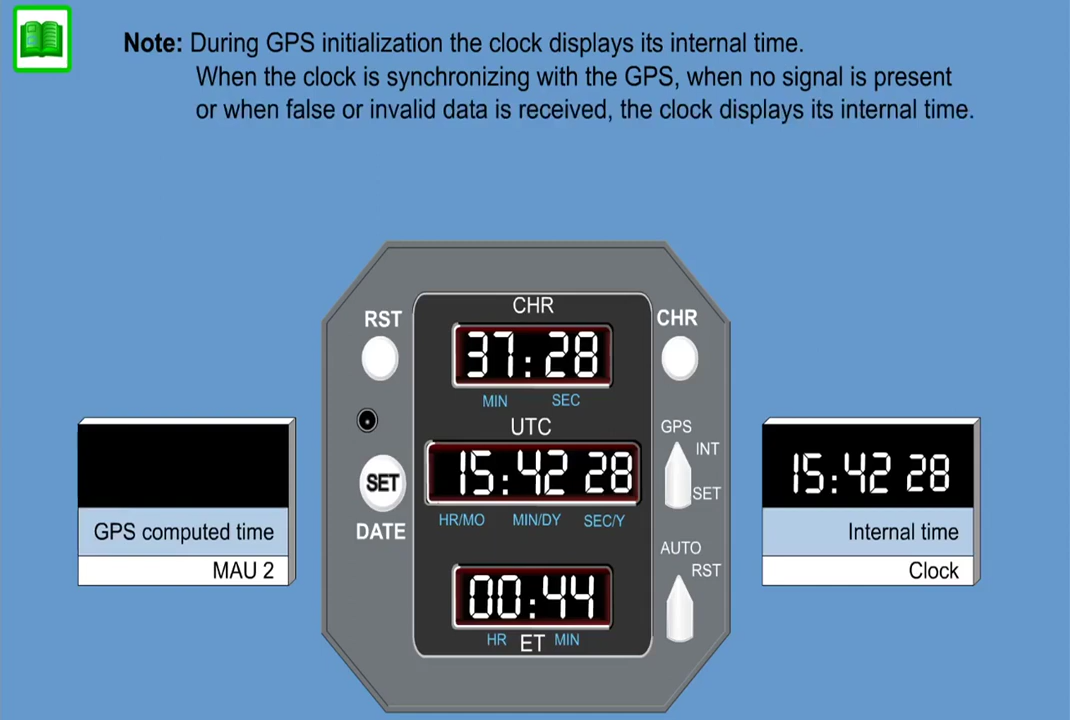 Note: During GPS initialization the clock displays its internal time.
When the clock is synchronizing with the GPS, when no signal is present
or when false or invalid data is received, the clock displays its internal time.
CHR
RST
CHR
37:28
MIN SEC
UTC
GPS
INT
15:42 28
SET
SET
HR/MO MIN/DY SEC/Y
DATE
AUTO
RST
00:44
HR ET MIN
GPS computed time
MAU 2
15:42 28
Internal time
Clock